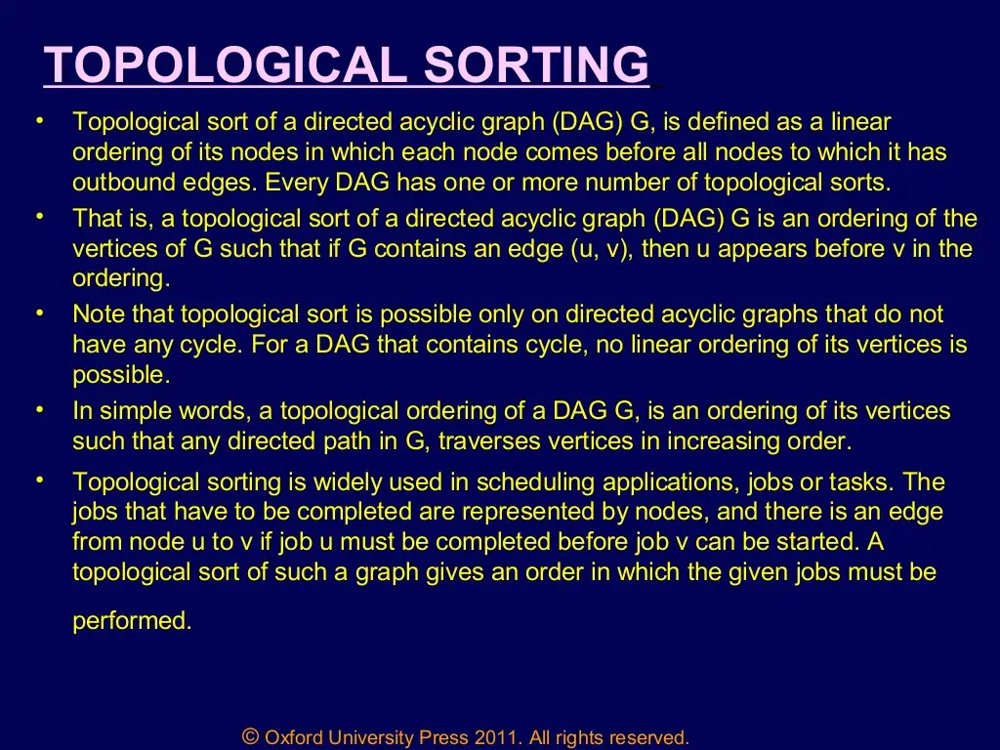 TOPOLOGICAL SORTING
• Topological sort of a directed acyclic graph (DAG) G, is defined as a linear
ordering of its nodes in which each node comes before all nodes to which it has
outbound edges. Every DAG has one or more number of topological sorts.
• That is, a topological sort of a directed acyclic graph (DAG) G is an ordering of the
vertices of G such that if G contains an edge (u, v), then u appears before v in the
ordering.
• Note that topological sort is possible only on directed acyclic graphs that do not
have any cycle. For a DAG that contains cycle, no linear ordering of its vertices is
possible.
• In simple words, a topological ordering of a DAG G, is an ordering of its vertices
such that any directed path in G, traverses vertices in increasing order.
• Topological sorting is widely used in scheduling applications, jobs or tasks. The
jobs that have to be completed are represented by nodes, and there is an edge
from node u to v if job u must be completed before job v can be started. A
topological sort of such a graph gives an order in which the given jobs must be
performed.
© Oxford University Press 2011. All rights reserved.